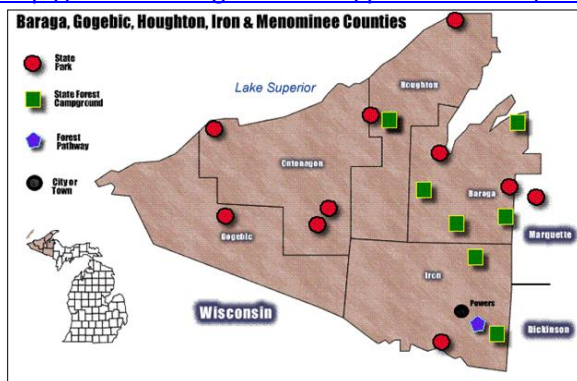 Baraga, Gogebic, Houghton, Iron & Menominee Counties
State
Park
State Forest
Campground
Forest
Pathway
City or
Town
Lake Superior
Houghton
Ontonagon
Baraga
Gogebic
Marquette
Iron
Powers
Wisconsin
Dickinson